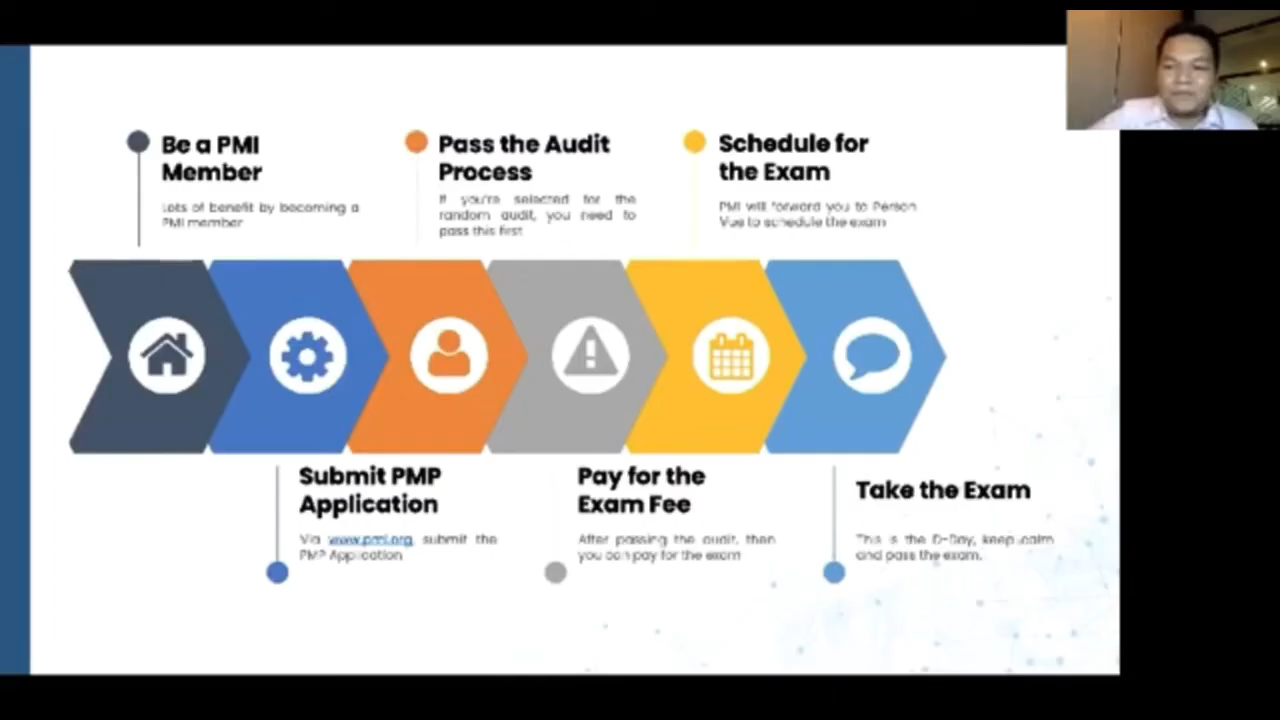 Be a PMI
Member
Lots of benefit by becoming a
PMI member
Pass the Audit
Process
If you're selected for the
random audit, you need to
pass this first
Schedule for
the Exam
PMI will forward you to Person
Vue to schedule the exam
Submit PMP
Application
Via www.pmi.org submit the
PMP Application
Pay for the
Exam Fee
After passing the audit, then
you can pay for the exam
Take the Exam
This is the D-Day, keep calm
and pass the exam.